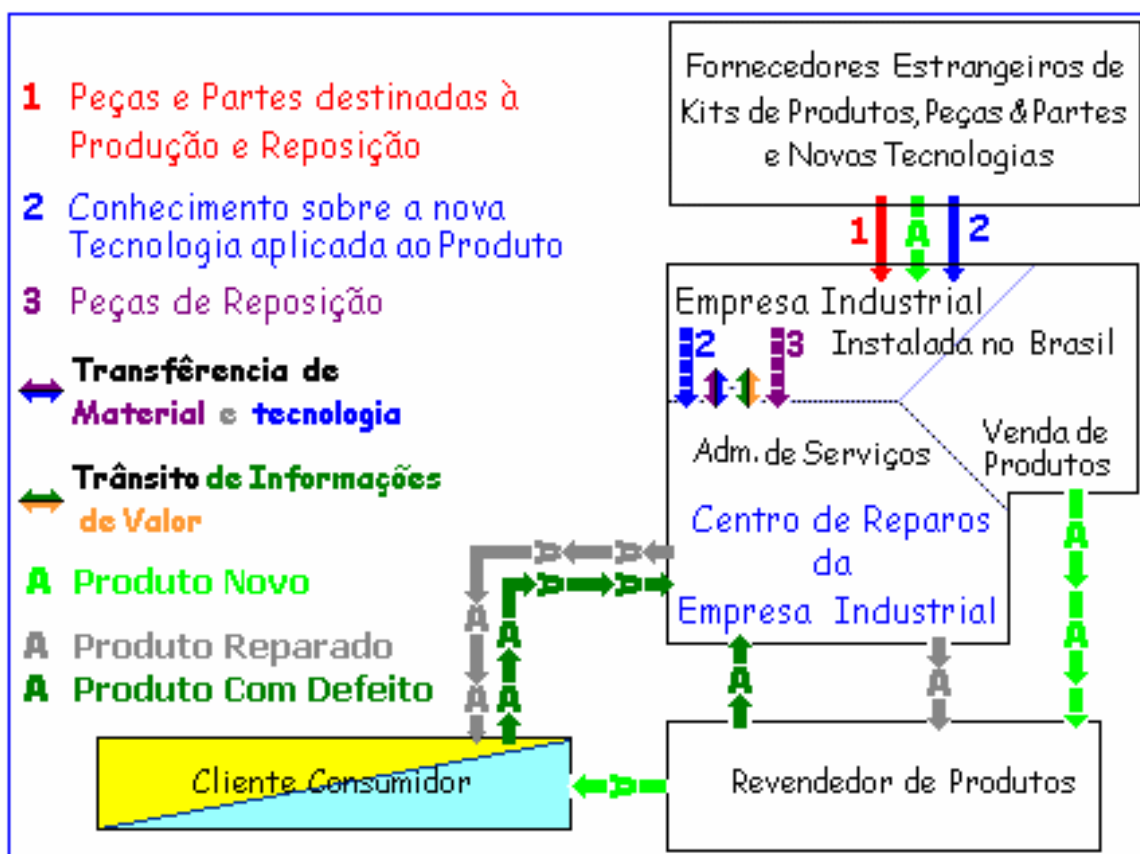 1 Peças e Partes destinadas à
Produção e Reposição
2 Conhecimento sobre a nova
Tecnologia aplicada ao Produto
3 Peças de Reposição
Transfêrencia de
Material e tecnologia
Trânsito de Informações
de Valor
A Produto Novo
A Produto Reparado
A Produto Com Defeito
Fornecedores Estrangeiros de
Kits de Produtos, Peças & Partes
e Novas Tecnologias
1 A 2
Empresa Industrial
2 3 Instalada no Brasil
Adm. de Serviços
Venda de
Produtos
Centro de Reparos
da
Empresa Industrial
A A
A A
A A
A A
A A
A A
Cliente Consumidor
A
Revendedor de Produtos